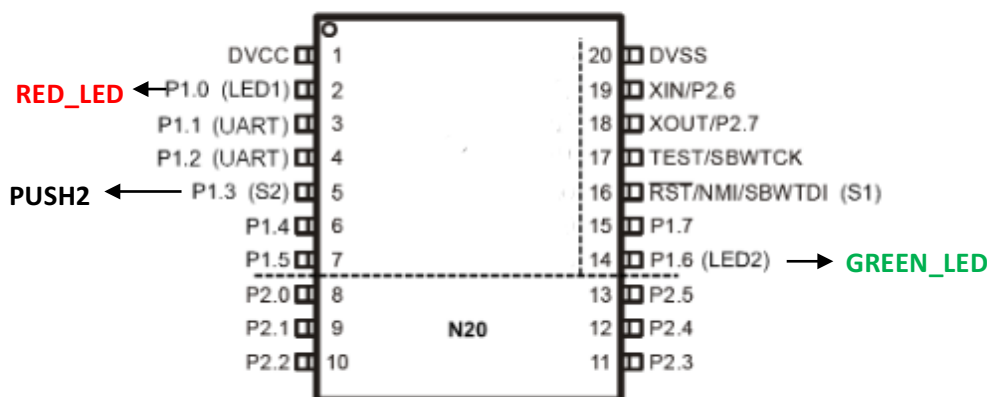 DVCC 1 20 DVSS
RED_LED P1.0 (LED1) 2 19 XIN/P2.6
P1.1 (UART) 3 18 XOUT/P2.7
P1.2 (UART) 4 17 TEST/SBWTCK
PUSH2 P1.3 (S2) 5 16 RST/NMI/SBWTDI (S1)
P1.4 6 15 P1.7
P1.5 7 14 P1.6 (LED2) GREEN_LED
P2.0 8 13 P2.5
P2.1 9 N20 12 P2.4
P2.2 10 11 P2.3